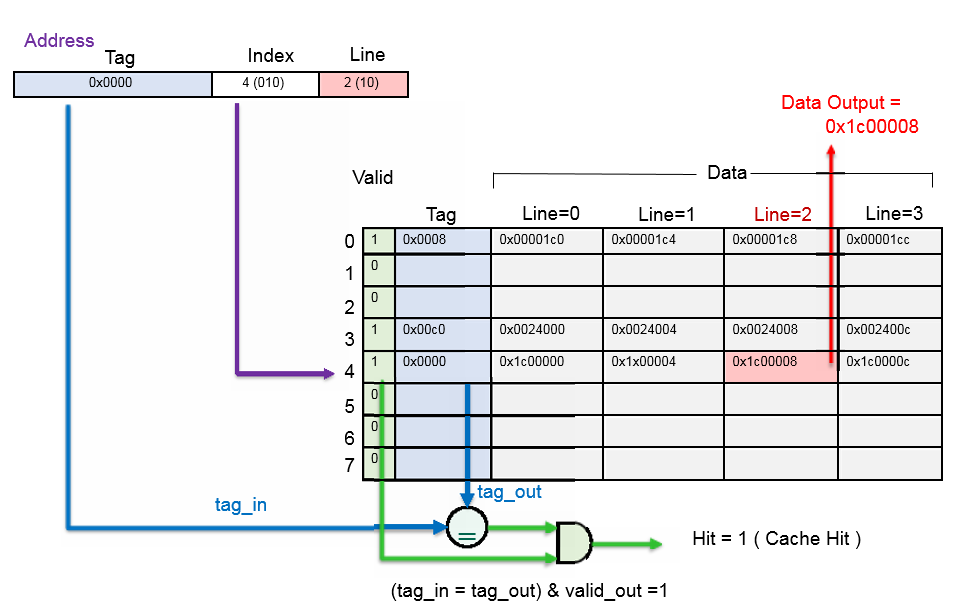 Address
Tag Index Line
0x0000 4 (010) 2 (10)
Data Output =
0x1c00008
Valid Data
Tag Line=0 Line=1 Line=2 Line=3
0 1 0x0008 0x00001c0 0x00001c4 0x00001c8 0x00001cc
1 0
2 0
3 1 0x00c0 0x0024000 0x0024004 0x0024008 0x002400c
4 1 0x0000 0x1c00000 0x1x00004 0x1c00008 0x1c0000c
5 0
6 0
7 0
tag_in tag_out
=
Hit = 1 ( Cache Hit )
(tag_in = tag_out) & valid_out =1